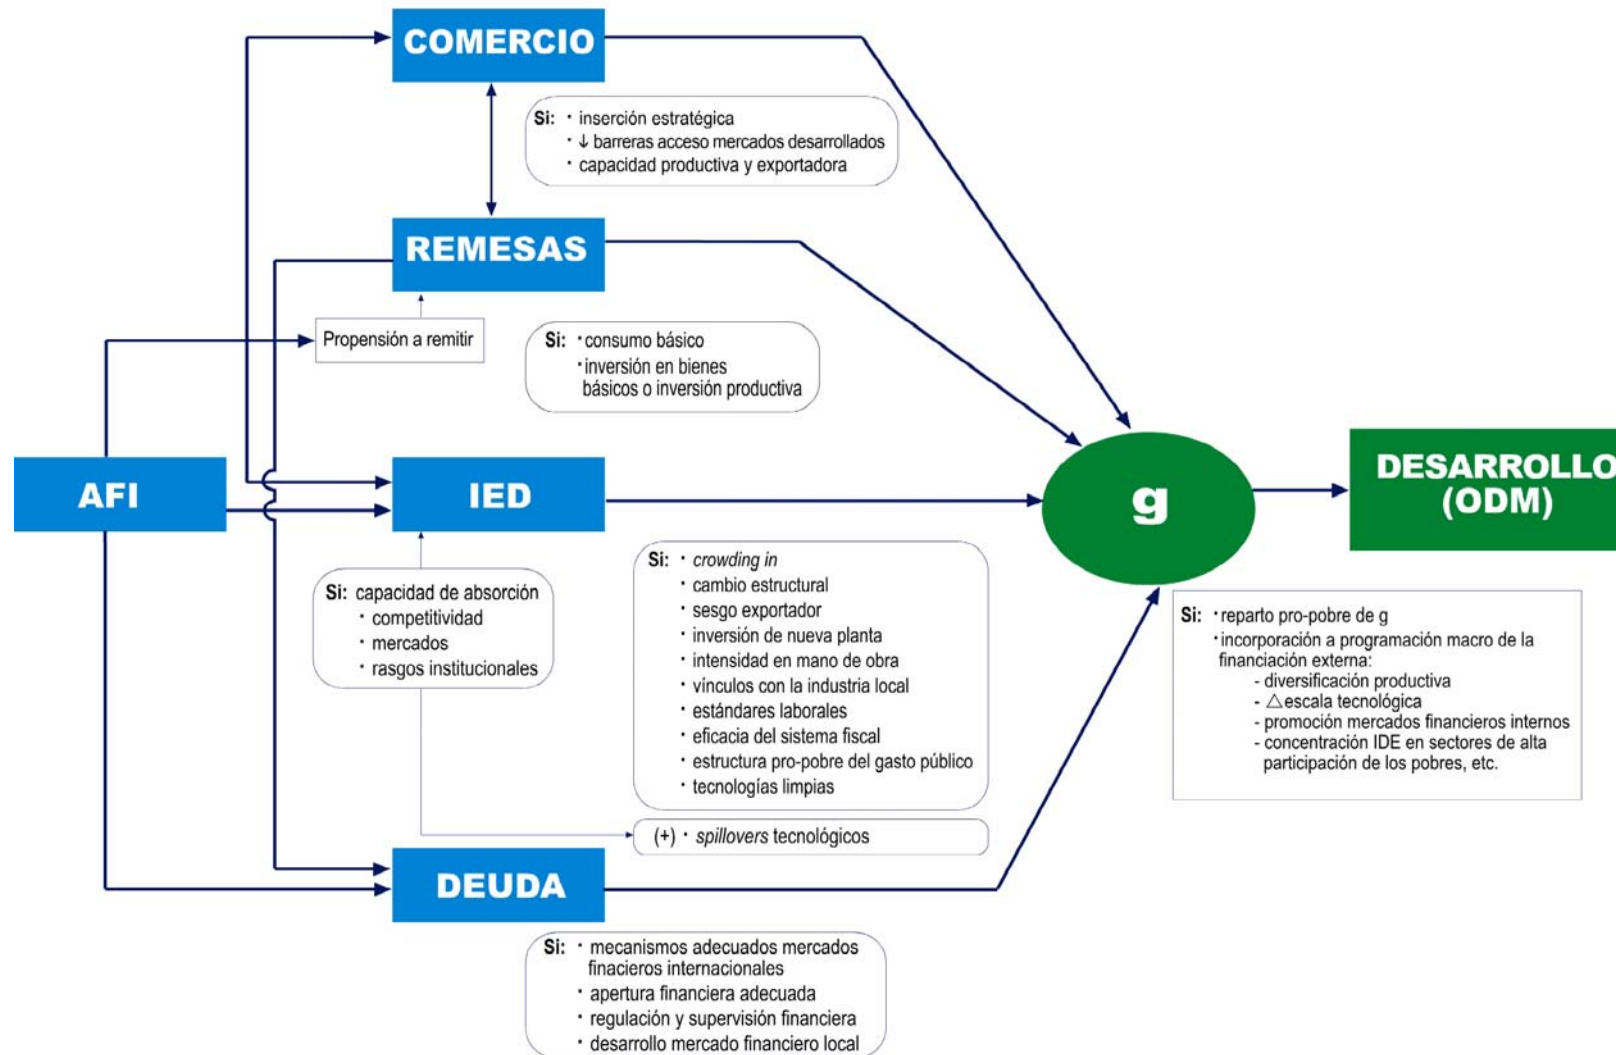 COMERCIO
Si: · inserción estratégica
· ↓ barreras acceso mercados desarrollados
· capacidad productiva y exportadora
REMESAS
Propensión a remitir
Si: · consumo básico
· inversión en bienes
básicos o inversión productiva
AFI
IED
g
DESARROLLO
(ODM)
Si: capacidad de absorción
· competitividad
· mercados
· rasgos institucionales
Si: · crowding in
· cambio estructural
· sesgo exportador
· inversión de nueva planta
· intensidad en mano de obra
· vínculos con la industria local
· estándares laborales
· eficacia del sistema fiscal
· estructura pro-pobre del gasto público
· tecnologías limpias
(+) · spillovers tecnológicos
Si: · reparto pro-pobre de g
· incorporación a programación macro de la
financiación externa:
- diversificación productiva
- △escala tecnológica
- promoción mercados financieros internos
- concentración IDE en sectores de alta
participación de los pobres, etc.
DEUDA
Si: · mecanismos adecuados mercados
finacieros internacionales
· apertura financiera adecuada
· regulación y supervisión financiera
· desarrollo mercado financiero local